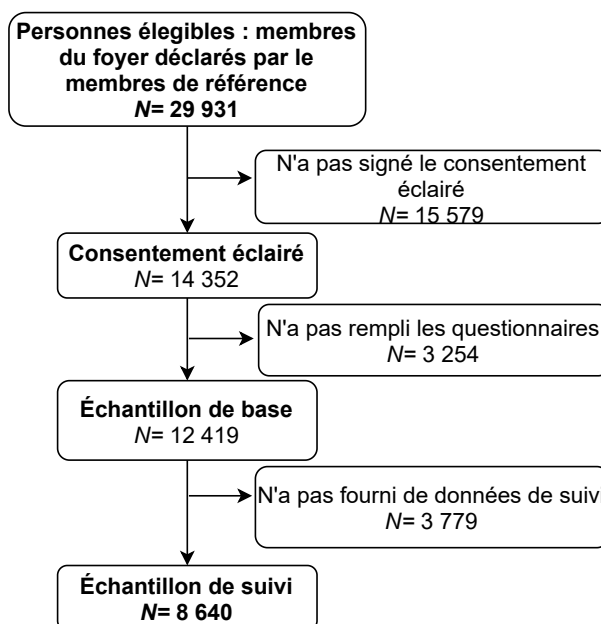 Personnes élegibles : membres
du foyer déclarés par le
membres de référence
N= 29 931
N'a pas signé le consentement
éclairé
N= 15 579
Consentement éclairé
N= 14 352
N'a pas rempli les questionnaires
N= 3 254
Échantillon de base
N= 12 419
N'a pas fourni de données de suivi
N= 3 779
Échantillon de suivi
N= 8 640